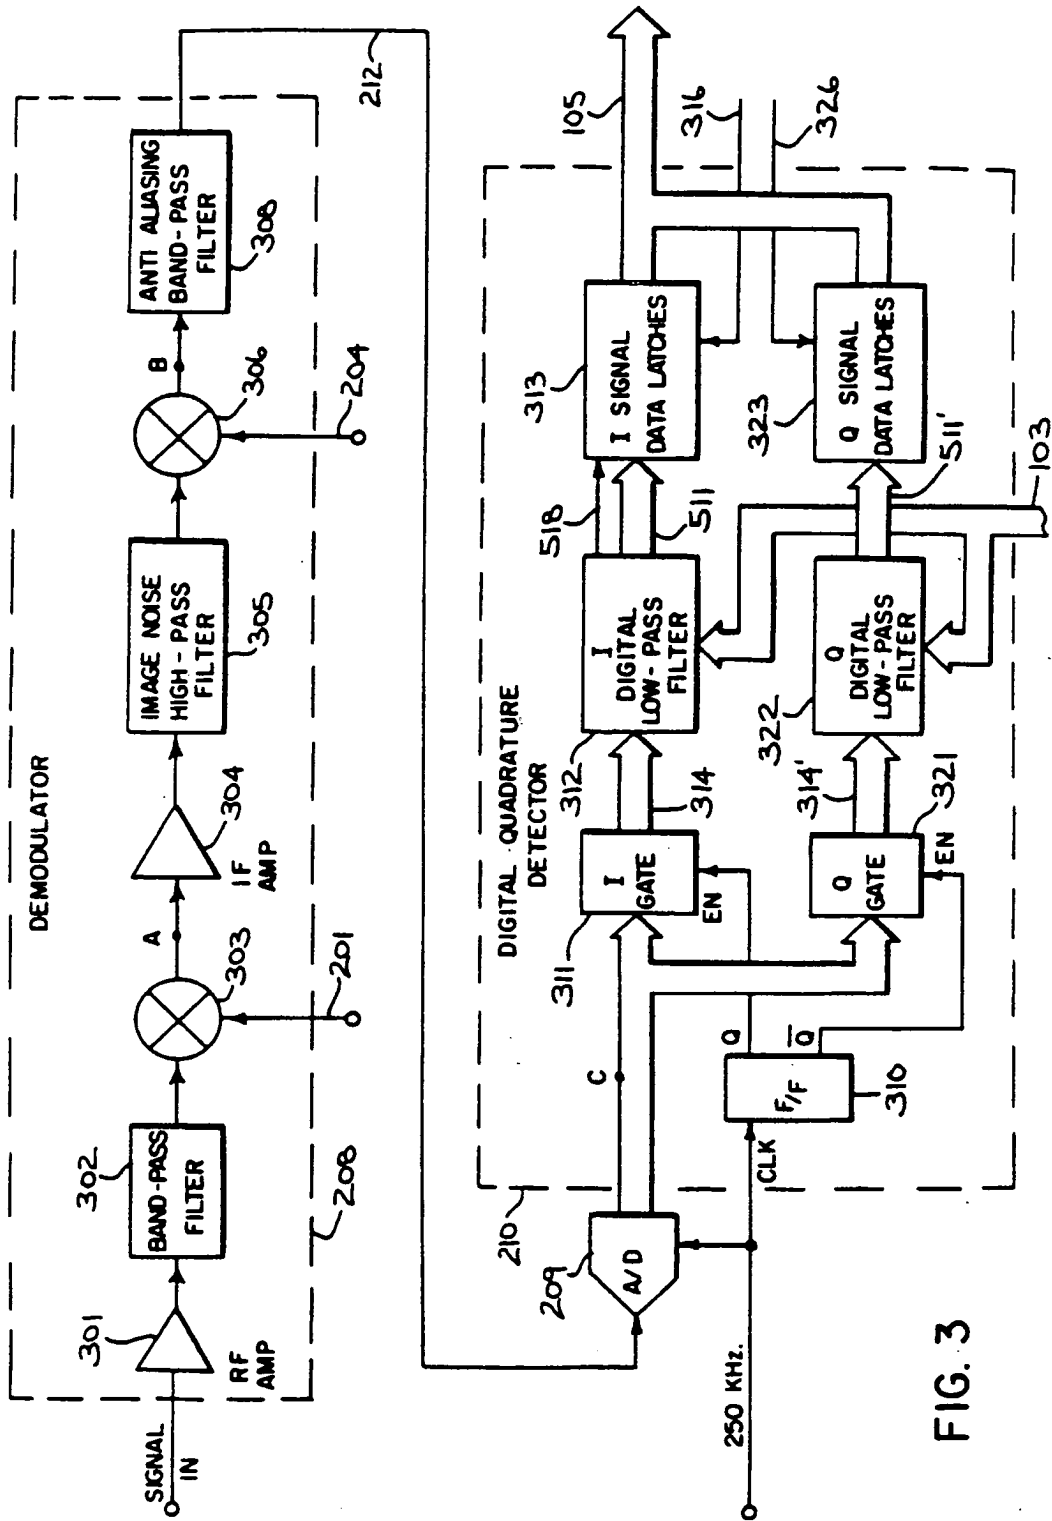 DEMODULATOR
SIGNAL
IN
301
RF
AMP
302
BAND-PASS
FILTER
208
303
201
A
304
IF
AMP
IMAGE NOISE
HIGH-PASS
FILTER
305
306
204
B
ANTI ALIASING
BAND-PASS
FILTER
308
212
DIGITAL QUADRATURE
DETECTOR
210
209
A/D
250 KHz.
CLK
F/F
310
Q
Q̅
C
311
I
GATE
EN
314
312
I
DIGITAL
LOW-PASS
FILTER
518
511
313
I SIGNAL
DATA LATCHES
105
316
326
Q
GATE
EN
321
314'
322
Q
DIGITAL
LOW-PASS
FILTER
511'
103
323
Q SIGNAL
DATA LATCHES
FIG. 3